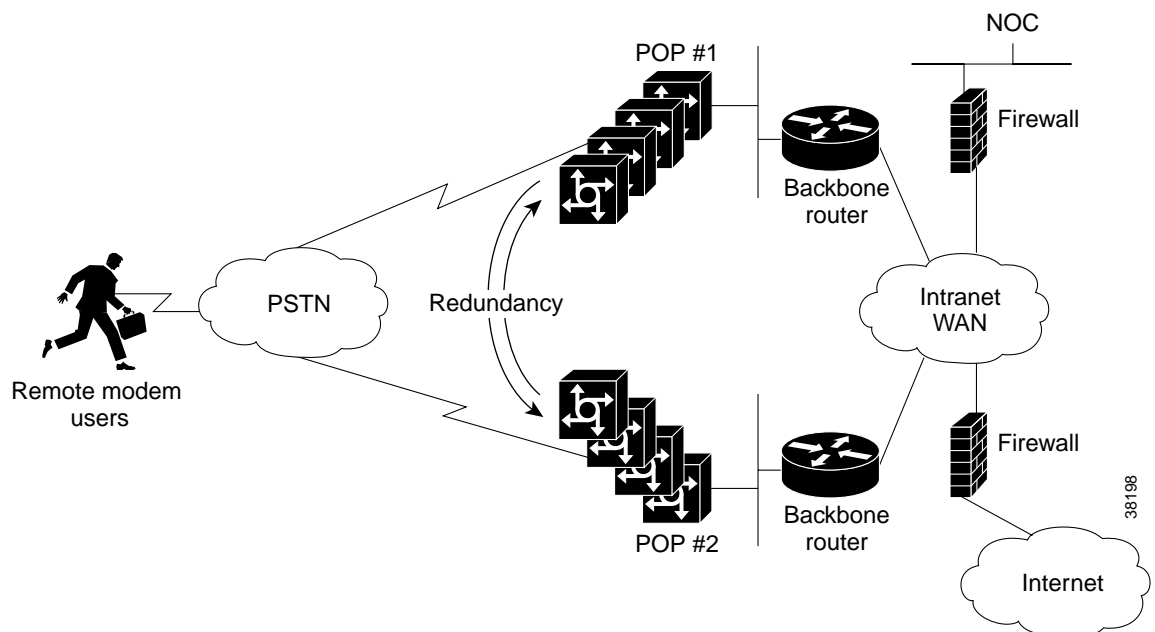 NOC
POP #1
Firewall
Backbone
router
PSTN
Redundancy
Intranet
WAN
Remote modem
users
Firewall
38198
Backbone
router
POP #2
Internet